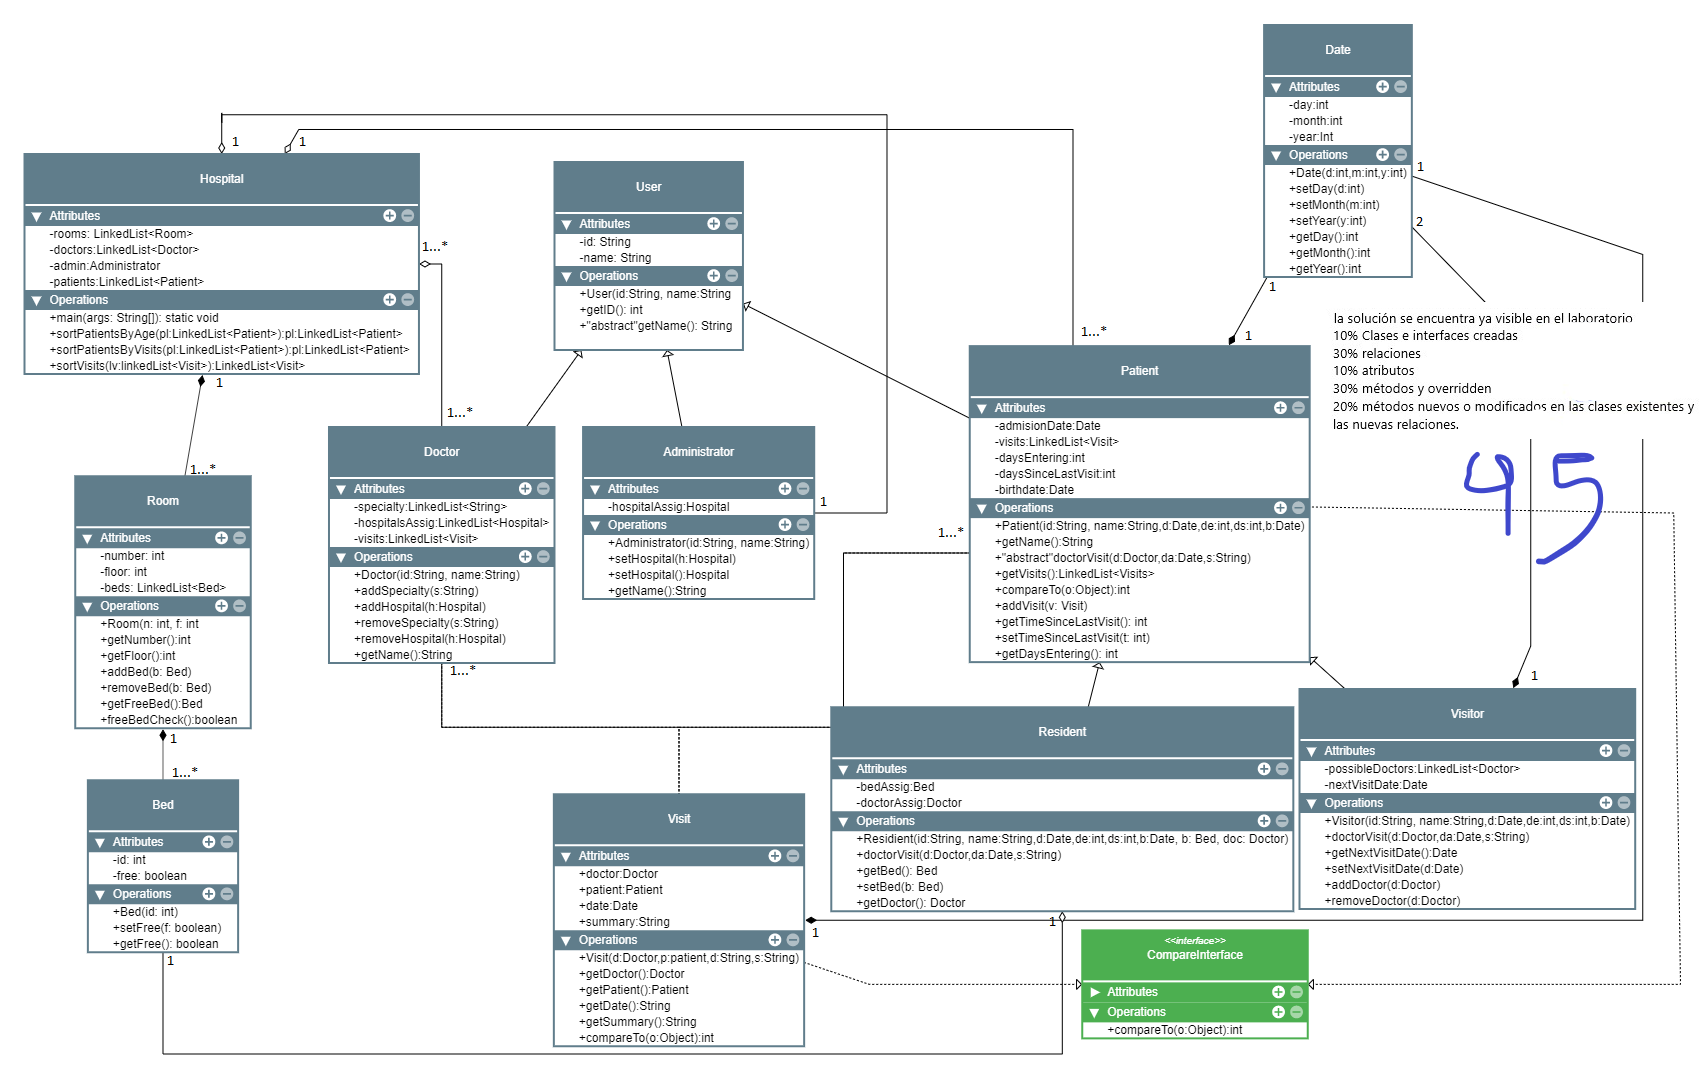 Date
Attributes
-day:int
-month:int
-year:Int
Operations
+Date(d:int,m:int,y:int)
+setDay(d:int)
+setMonth(m:int)
+setYear(y:int)
+getDay():int
+getMonth():int
+getYear():int
1
2
1
1
1
1
Hospital
Attributes
-rooms: LinkedList<Room>
-doctors:LinkedList<Doctor>
-admin:Administrator
-patients:LinkedList<Patient>
Operations
+main(args: String[]): static void
+sortPatientsByAge(pl:LinkedList<Patient>):pl:LinkedList<Patient>
+sortPatientsByVisits(pl:LinkedList<Patient>):pl:LinkedList<Patient>
+sortVisits(lv:linkedList<Visit>):LinkedList<Visit>
1...*
1
1...*
User
Attributes
-id: String
-name: String
Operations
+User(id:String, name:String
+getID(): int
+"abstract"getName(): String
1...*
la solución se encuentra ya visible en el laboratorio
10% Clases e interfaces creadas
30% relaciones
10% atributos
30% métodos y overridden
20% métodos nuevos o modificados en las clases existentes y
las nuevas relaciones.
45
Patient
Attributes
-admisionDate:Date
-visits:LinkedList<Visit>
-daysEntering:int
-daysSinceLastVisit:int
-birthdate:Date
Operations
+Patient(id:String, name:String,d:Date,de:int,ds:int,b:Date)
+getName():String
+"abstract"doctorVisit(d:Doctor,da:Date,s:String)
+getVisits():LinkedList<Visits>
+compareTo(o:Object):int
+addVisit(v: Visit)
+getTimeSinceLastVisit(): int
+setTimeSinceLastVisit(t: int)
+getDaysEntering(): int
1...*
Doctor
Attributes
-specialty:LinkedList<String>
-hospitalsAssig:LinkedList<Hospital>
-visits:LinkedList<Visit>
Operations
+Doctor(id:String, name:String)
+addSpecialty(s:String)
+addHospital(h:Hospital)
+removeSpecialty(s:String)
+removeHospital(h:Hospital)
+getName():String
1...*
1...*
Administrator
Attributes
-hospitalAssig:Hospital
Operations
+Administrator(id:String, name:String)
+setHospital(h:Hospital)
+setHospital():Hospital
+getName():String
1
Room
Attributes
-number: int
-floor: int
-beds: LinkedList<Bed>
Operations
+Room(n: int, f: int
+getNumber():int
+getFloor():int
+addBed(b: Bed)
+removeBed(b: Bed)
+getFreeBed():Bed
+freeBedCheck():boolean
1
1...*
Resident
Attributes
-bedAssig:Bed
-doctorAssig:Doctor
Operations
+Resident(id:String, name:String,d:Date,de:int,ds:int,b:Date, b: Bed, doc: Doctor)
+doctorVisit(d:Doctor,da:Date,s:String)
+getBed(): Bed
+setBed(b: Bed)
+getDoctor(): Doctor
1
1
Visitor
Attributes
-possibleDoctors:LinkedList<Doctor>
-nextVisitDate:Date
Operations
+Visitor(id:String, name:String,d:Date,de:int,ds:int,b:Date)
+doctorVisit(d:Doctor,da:Date,s:String)
+getNextVisitDate():Date
+setNextVisitDate(d:Date)
+addDoctor(d:Doctor)
+removeDoctor(d:Doctor)
Bed
Attributes
-id: int
-free: boolean
Operations
+Bed(id: int)
+setFree(f: boolean)
+getFree(): boolean
1
Visit
Attributes
+doctor:Doctor
+patient:Patient
+date:Date
+summary:String
Operations
+Visit(d:Doctor,p:patient,d:String,s:String)
+getDoctor():Doctor
+getPatient():Patient
+getDate():String
+getSummary():String
+compareTo(o:Object):int
1
<<interface>>
CompareInterface
Attributes
Operations
+compareTo(o:Object):int